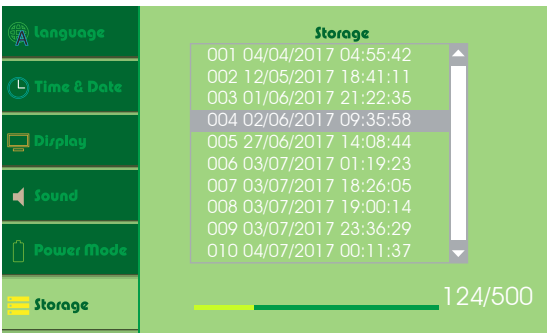 Language
Time & Date
Display
Sound
Power Mode
Storage
Storage
001 04/04/2017 04:55:42
002 12/05/2017 18:41:11
003 01/06/2017 21:22:35
004 02/06/2017 09:35:58
005 27/06/2017 14:08:44
006 03/07/2017 01:19:23
007 03/07/2017 18:26:05
008 03/07/2017 19:00:14
009 03/07/2017 23:36:29
010 04/07/2017 00:11:37
124/500